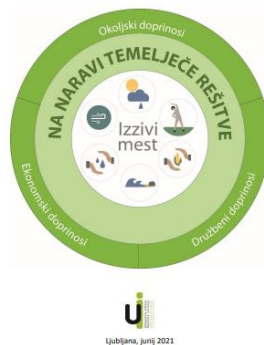 Okoljski doprinosi
NA NARAVI TEMELJEČE REŠITVE
Izzivi
mest
Ekonomski doprinosi
Družbeni doprinosi
Ljubljana, junij 2021